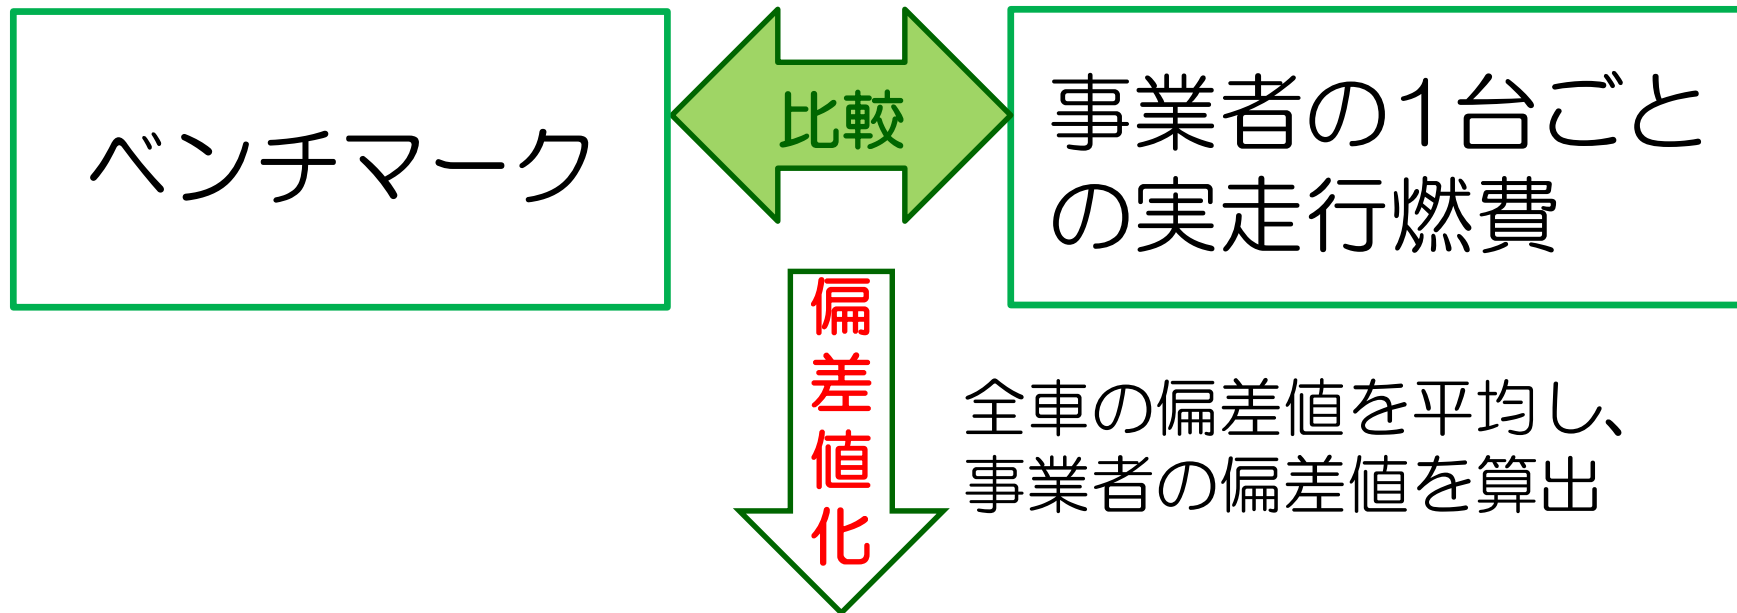 ベンチマーク
比較
事業者の1台ごと
の実走行燃費
偏差値化
全車の偏差値を平均し、
事業者の偏差値を算出